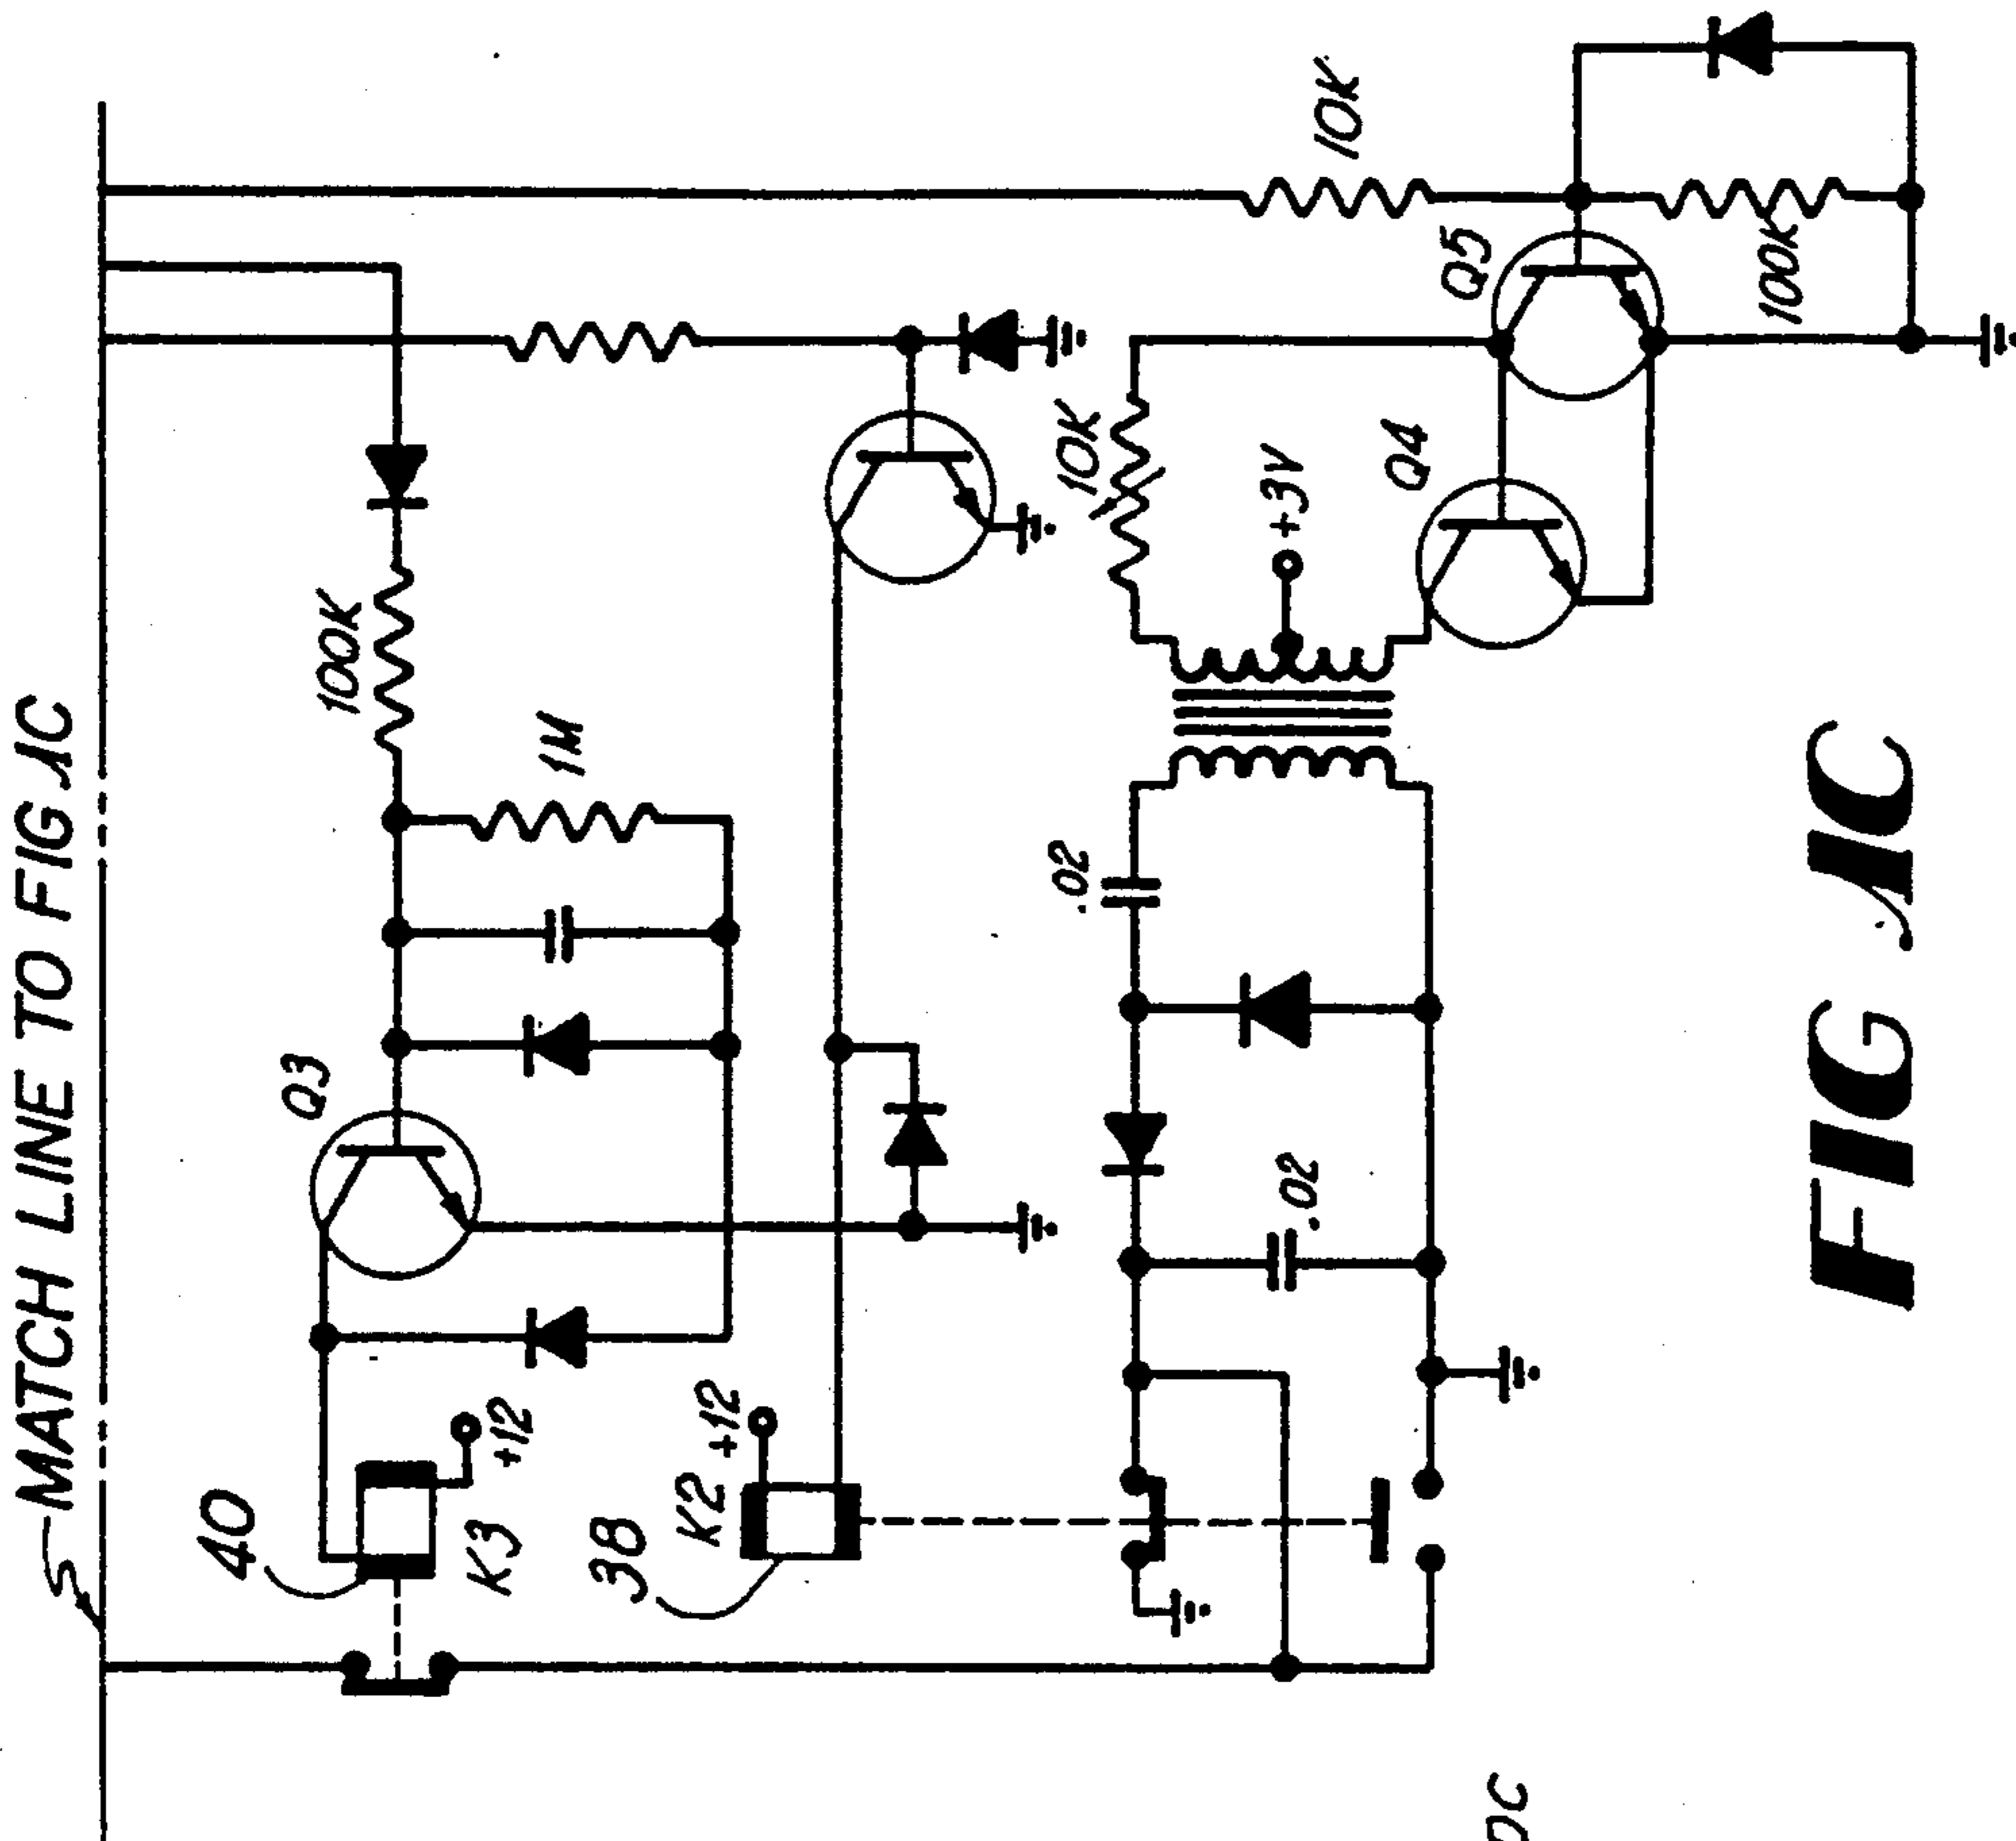 MATCH LINE TO FIG. 1C
40
K3
+12
Q3
100K
1M
38
K2
+12
10K
+3V
.02
.02
Q4
Q5
10K
100K
FIG 1C